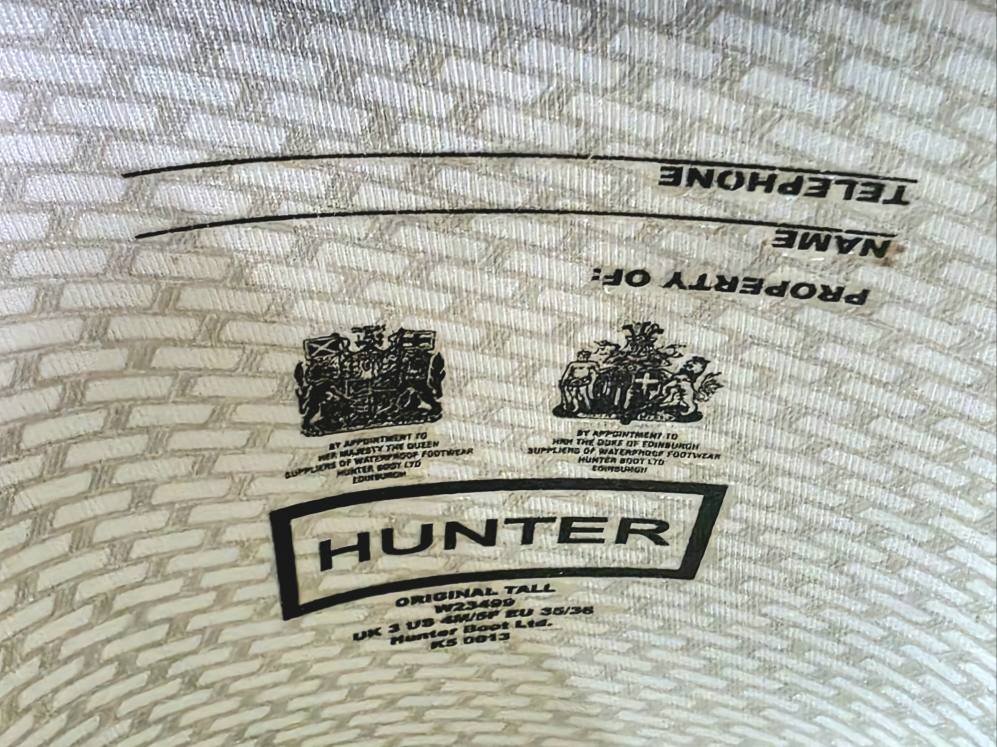 TELEPHONE
NAME
PROPERTY OF:
BY APPOINTMENT TO
HER MAJESTY THE QUEEN
SUPPLIERS OF WATERPROOF FOOTWEAR
HUNTER BOOT LTD
EDINBURGH
BY APPOINTMENT TO
HRH THE DUKE OF EDINBURGH
SUPPLIERS OF WATERPROOF FOOTWEAR
HUNTER BOOT LTD
EDINBURGH
HUNTER
ORIGINAL TALL
W23499
UK 3 US 4M/5F EU 35/36
Hunter Boot Ltd.
KS 0013